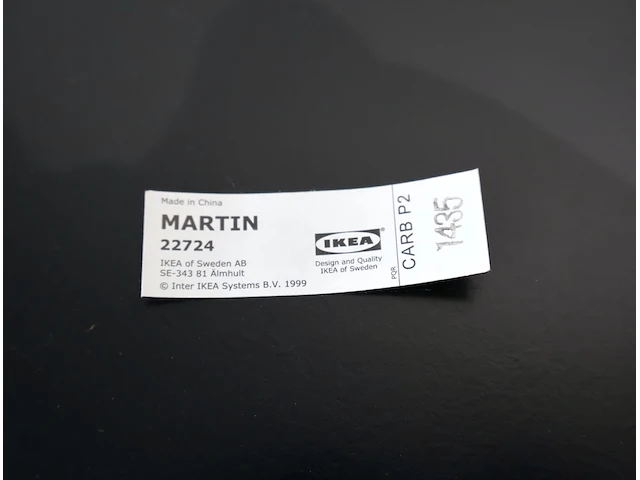 Made in China
MARTIN
22724
IKEA of Sweden AB
SE-343 81 Älmhult
© Inter IKEA Systems B.V. 1999
IKEA
Design and Quality
IKEA of Sweden
PQR
CARB P2
1435